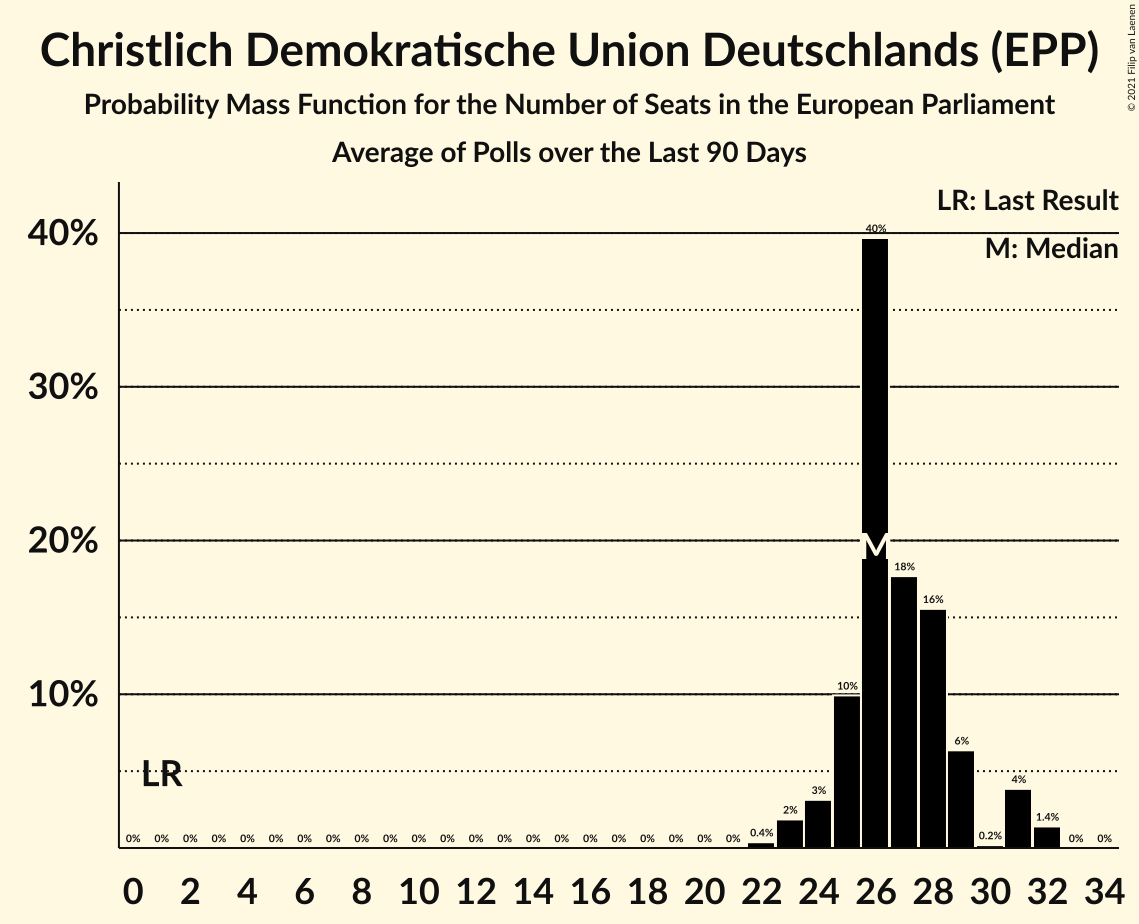 Christlich Demokratische Union Deutschlands (EPP)
Probability Mass Function for the Number of Seats in the European Parliament
Average of Polls over the Last 90 Days
© 2021 Filip van Laenen
LR: Last Result
M: Median
40%
30%
20%
10%
40%
M
18%
16%
10%
6%
LR
4%
3%
2%
1.4%
0% 0% 0% 0% 0% 0% 0% 0% 0% 0% 0% 0% 0% 0% 0% 0% 0% 0% 0% 0% 0% 0% 0.4% 0.2% 0% 0%
0 2 4 6 8 10 12 14 16 18 20 22 24 26 28 30 32 34